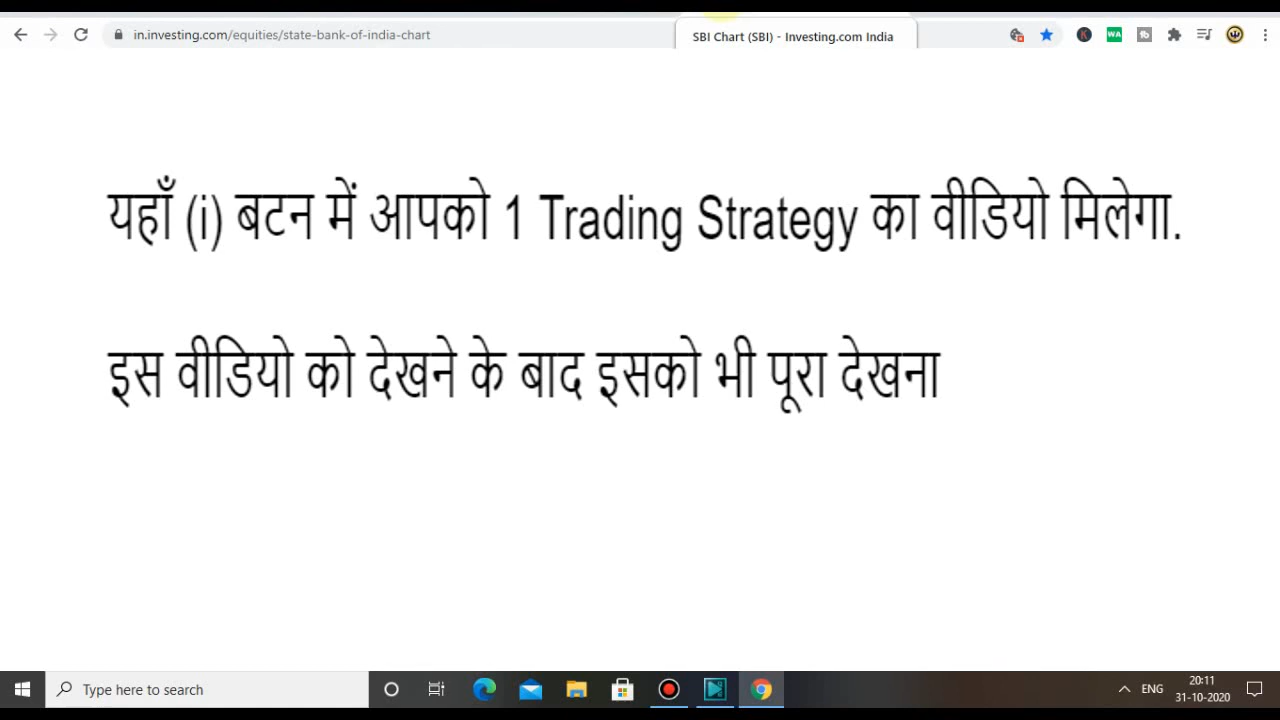 in.investing.com/equities/state-bank-of-india-chart
SBI Chart (SBI) - Investing.com India
WA
यहाँ (i) बटन में आपको 1 Trading Strategy का वीडियो मिलेगा.
इस वीडियो को देखने के बाद इसको भी पूरा देखना
Type here to search
ENG
20:11
31-10-2020